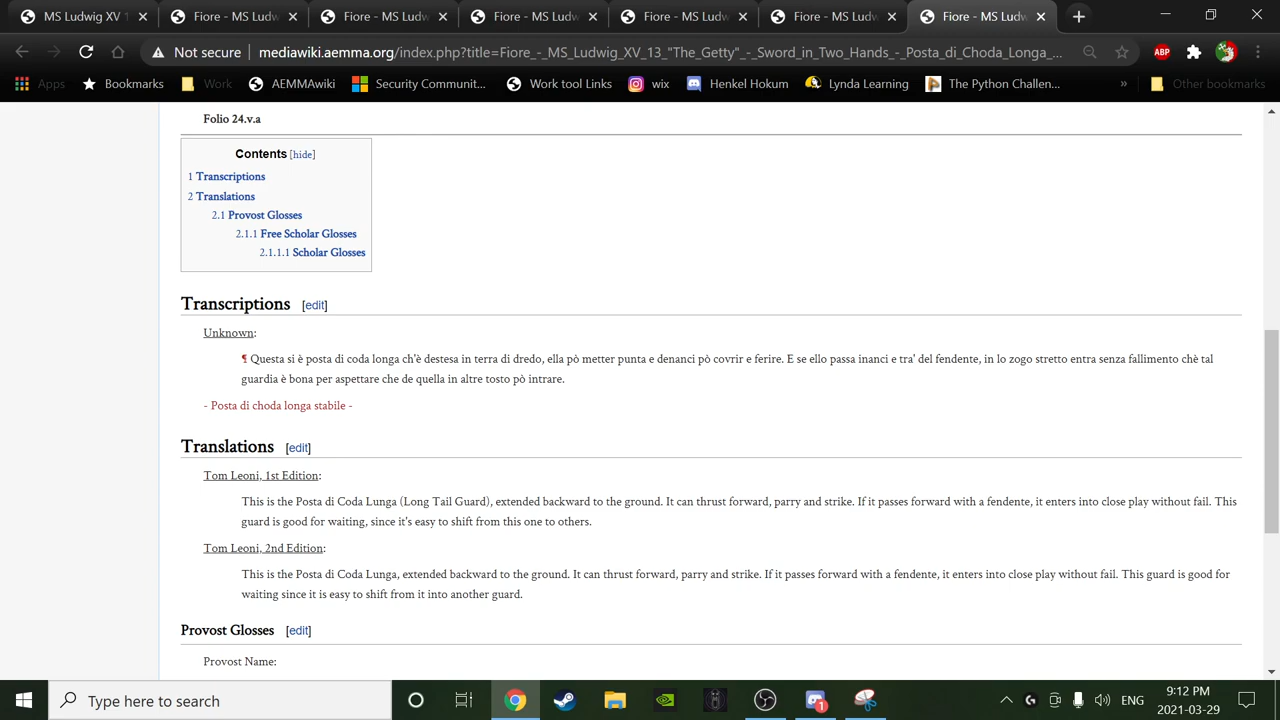 MS Ludwig XV 1
Fiore - MS Ludw
Fiore - MS Ludw
Fiore - MS Ludw
Fiore - MS Ludw
Fiore - MS Ludw
Fiore - MS Ludw
Not secure
mediawiki.aemma.org/index.php?title=Fiore_-_MS_Ludwig_XV_13_"The_Getty"_-_Sword_in_Two_Hands_-_Posta_di_Choda_Longa_...
ABP
Apps
Bookmarks
Work
AEMMAwiki
Security Communit...
Work tool Links
wix
Henkel Hokum
Lynda Learning
The Python Challen...
»
Other bookmarks
Folio 24.v.a
Contents [hide]
1 Transcriptions
2 Translations
2.1 Provost Glosses
2.1.1 Free Scholar Glosses
2.1.1.1 Scholar Glosses
Transcriptions [edit]
Unknown:
¶ Questa si è posta di coda longa ch'è destesa in terra di dredo, ella pò metter punta e denanci pò covrir e ferire. E se ello passa inanci e tra' del fendente, in lo zogo stretto entra senza fallimento chè tal
guardia è bona per aspettare che de quella in altre tosto pò intrare.
- Posta di choda longa stabile -
Translations [edit]
Tom Leoni, 1st Edition:
This is the Posta di Coda Lunga (Long Tail Guard), extended backward to the ground. It can thrust forward, parry and strike. If it passes forward with a fendente, it enters into close play without fail. This
guard is good for waiting, since it's easy to shift from this one to others.
Tom Leoni, 2nd Edition:
This is the Posta di Coda Lunga, extended backward to the ground. It can thrust forward, parry and strike. If it passes forward with a fendente, it enters into close play without fail. This guard is good for
waiting since it is easy to shift from it into another guard.
Provost Glosses [edit]
Provost Name:
Type here to search
1
ENG
9:12 PM
2021-03-29